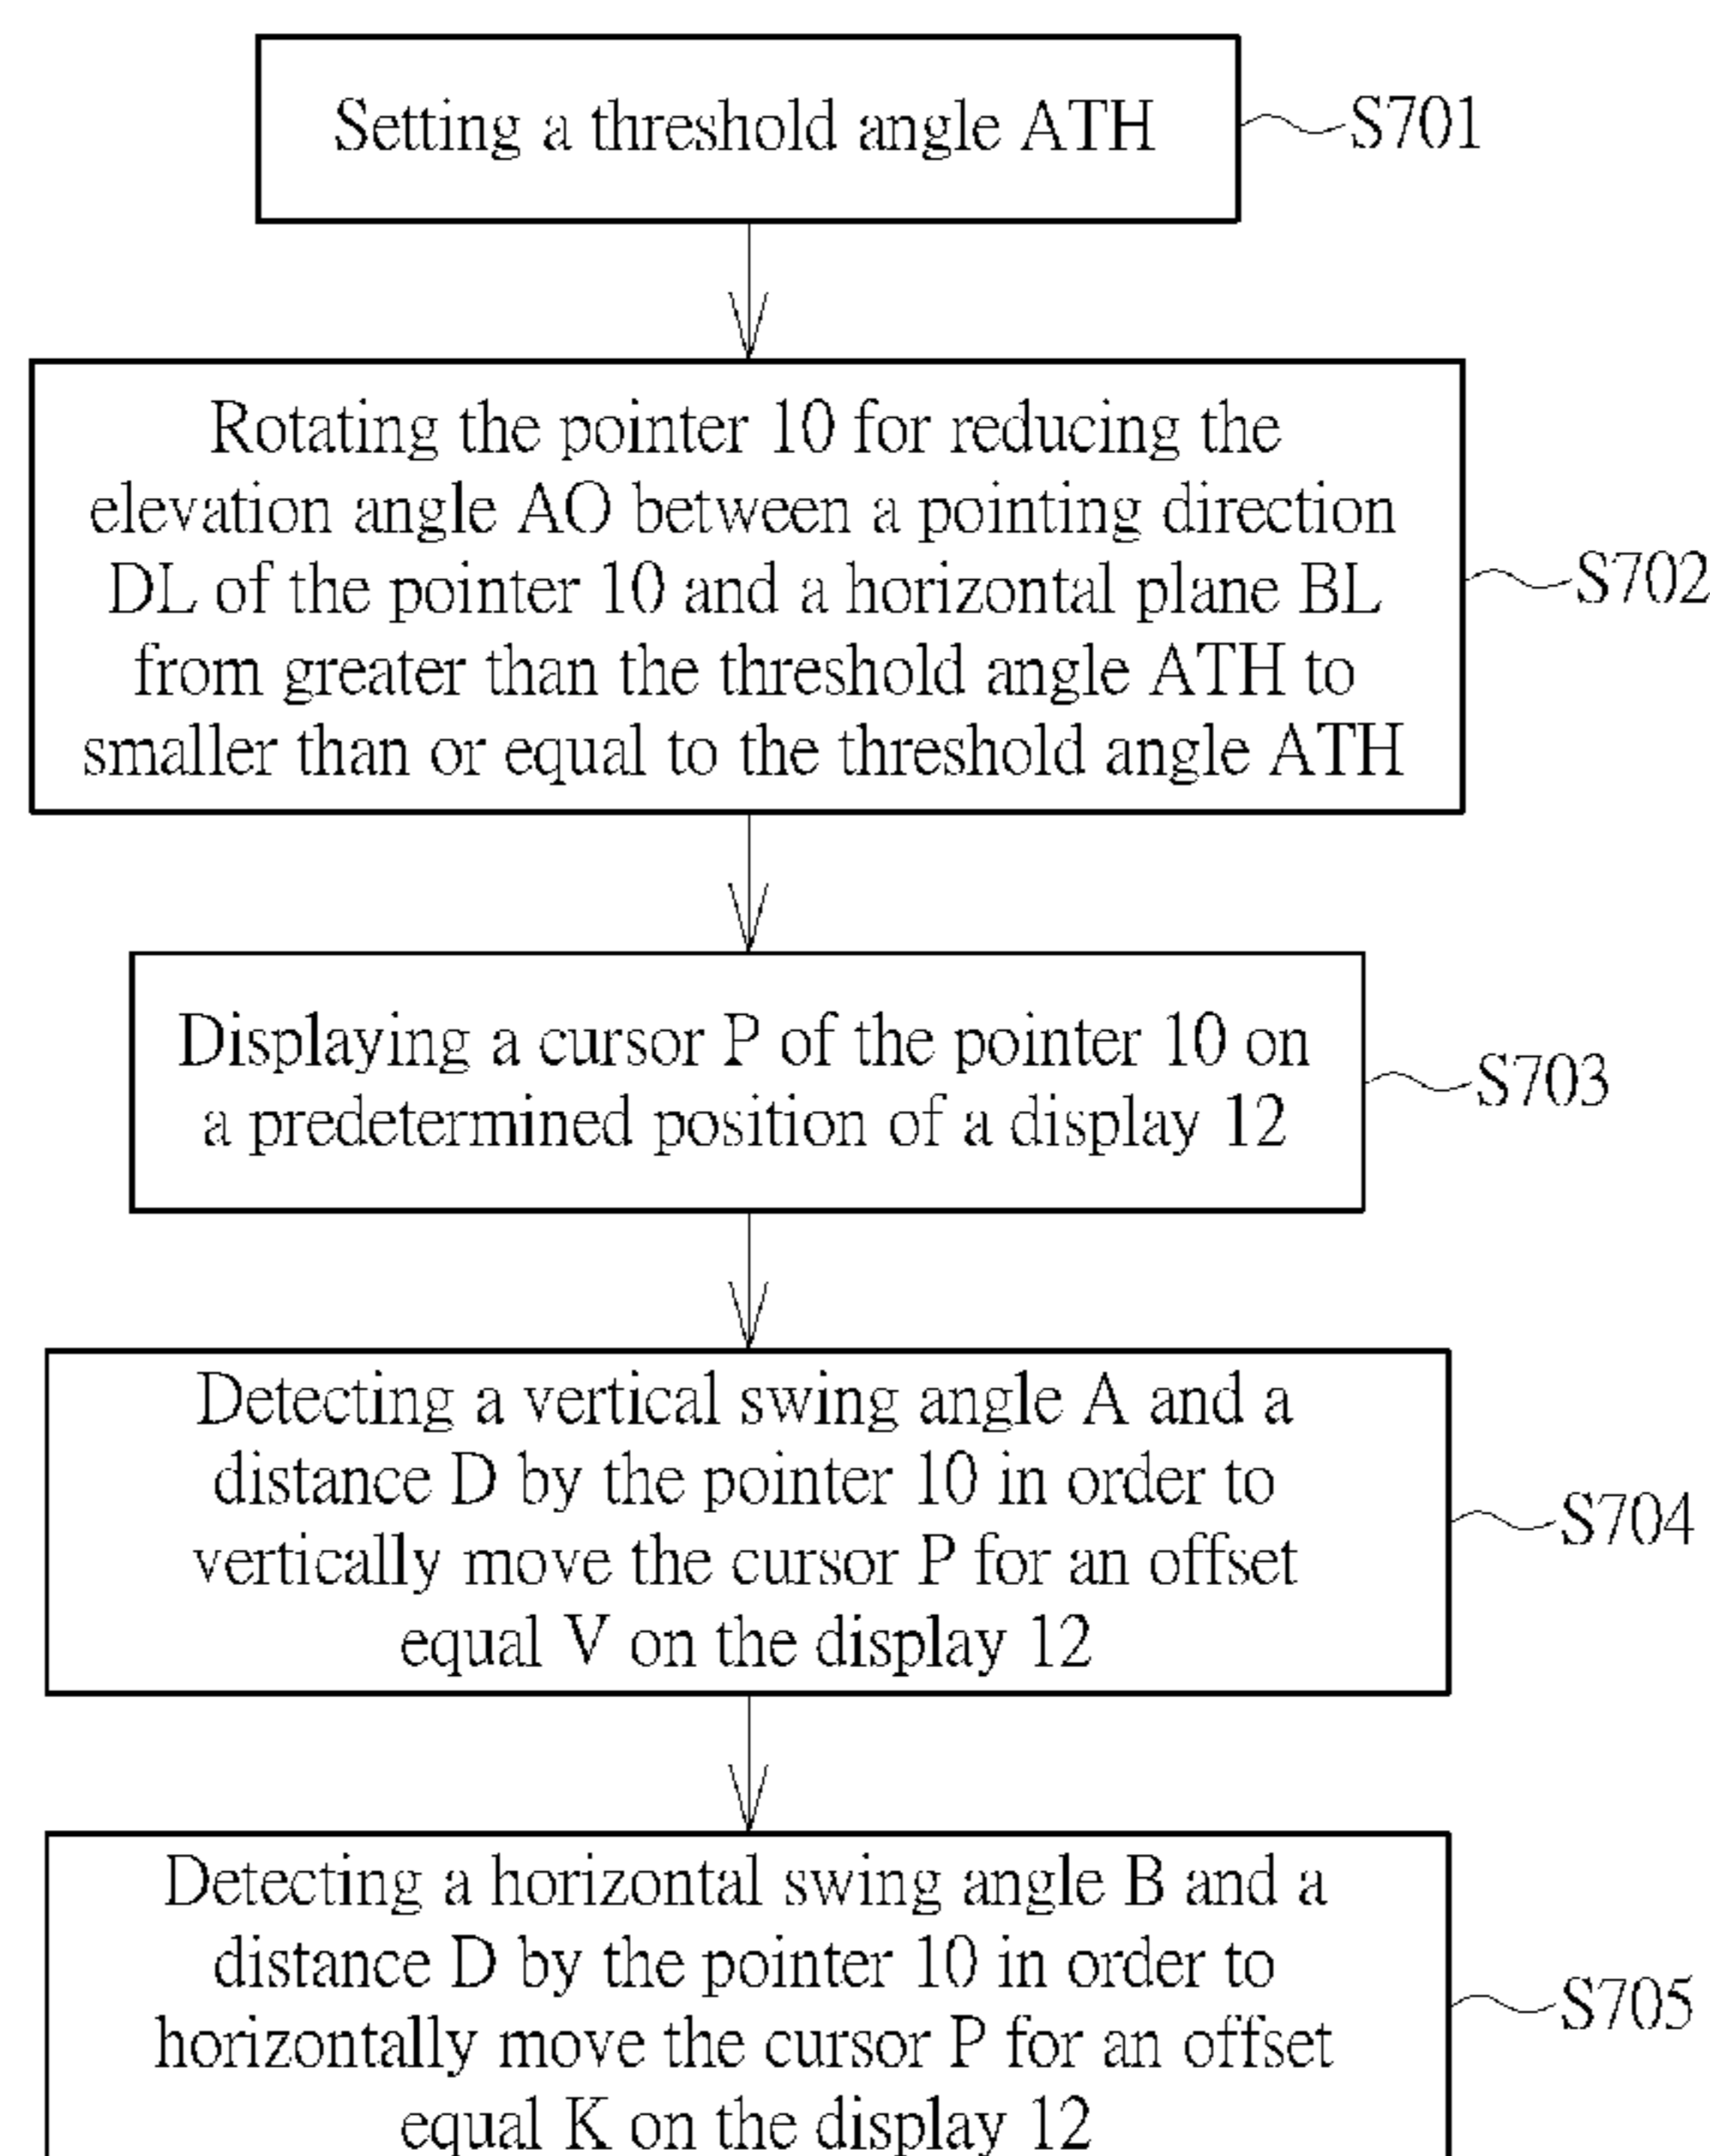 Setting a threshold angle ATH
S701
Rotating the pointer 10 for reducing the
elevation angle AO between a pointing direction
DL of the pointer 10 and a horizontal plane BL
from greater than the threshold angle ATH to
smaller than or equal to the threshold angle ATH
S702
Displaying a cursor P of the pointer 10 on
a predetermined position of a display 12
S703
Detecting a vertical swing angle A and a
distance D by the pointer 10 in order to
vertically move the cursor P for an offset
equal V on the display 12
S704
Detecting a horizontal swing angle B and a
distance D by the pointer 10 in order to
horizontally move the cursor P for an offset
equal K on the display 12
S705